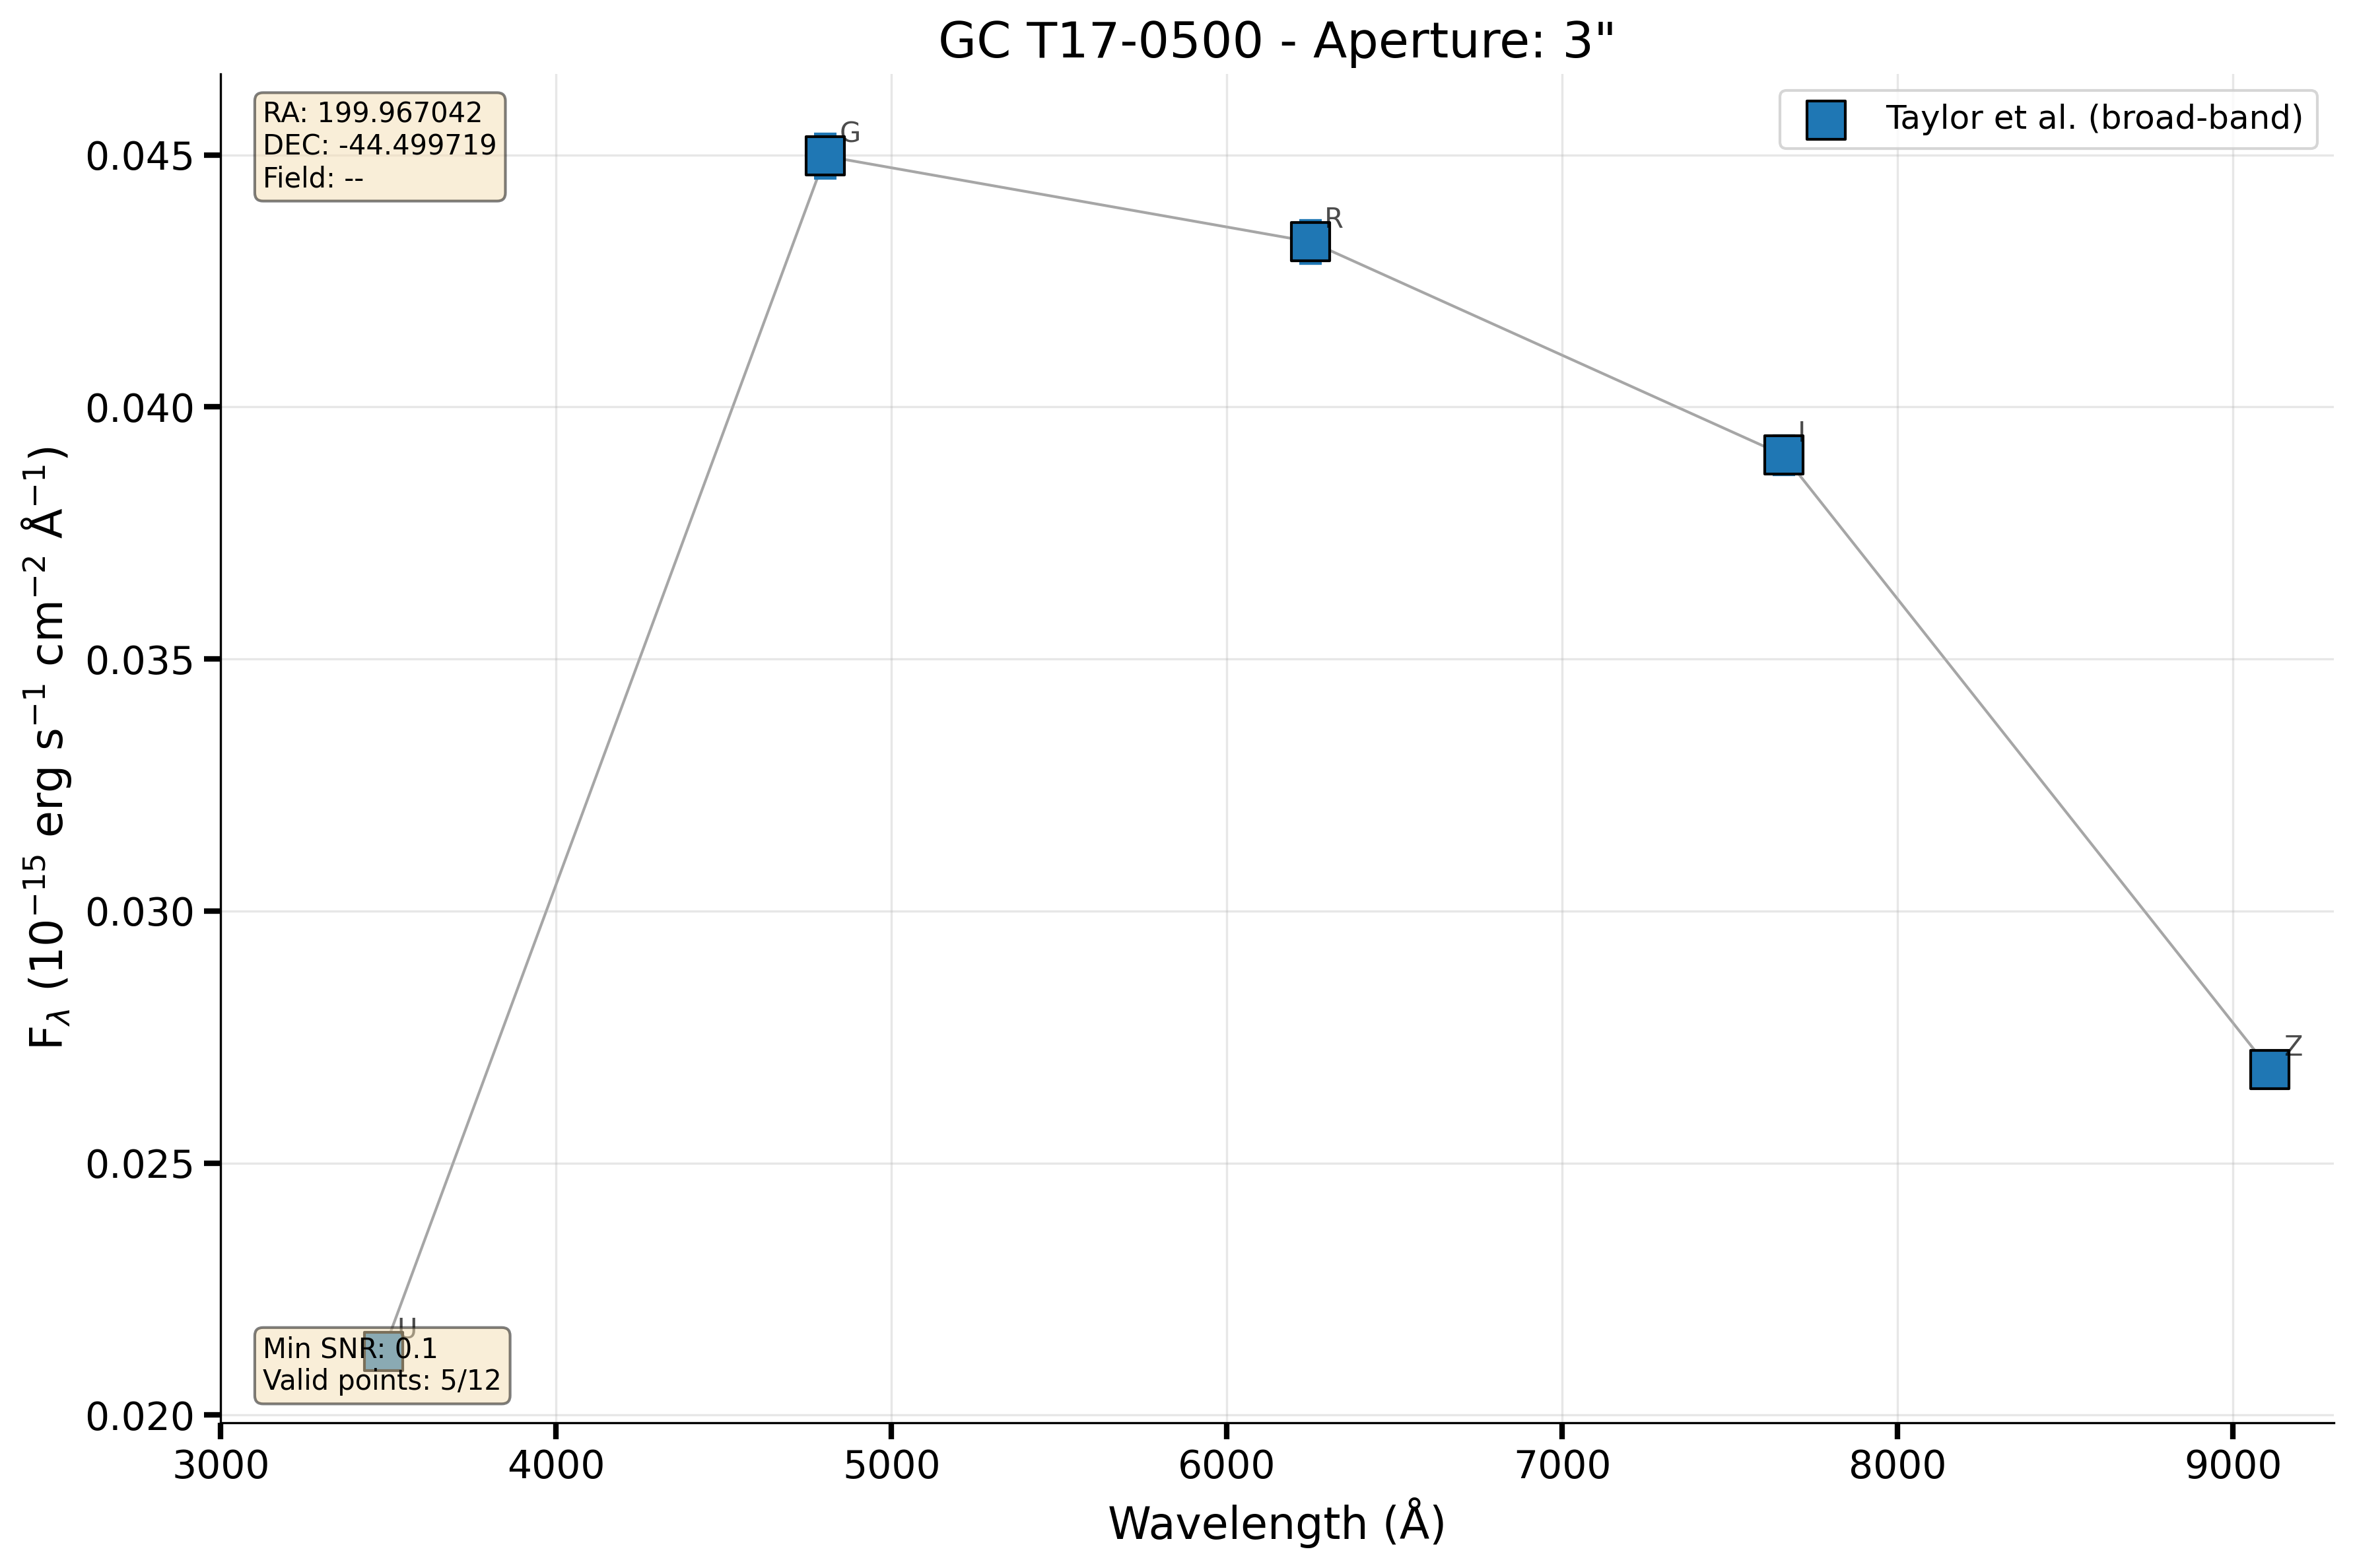 GC T17-0500 - Aperture: 3"
RA: 199.967042
DEC: -44.499719
Field: --
Taylor et al. (broad-band)
G
R
I
Z
U
Min SNR: 0.1
Valid points: 5/12
0.045
0.040
0.035
0.030
0.025
0.020
F_λ (10⁻¹⁵ erg s⁻¹ cm⁻² Å⁻¹)
3000 4000 5000 6000 7000 8000 9000
Wavelength (Å)